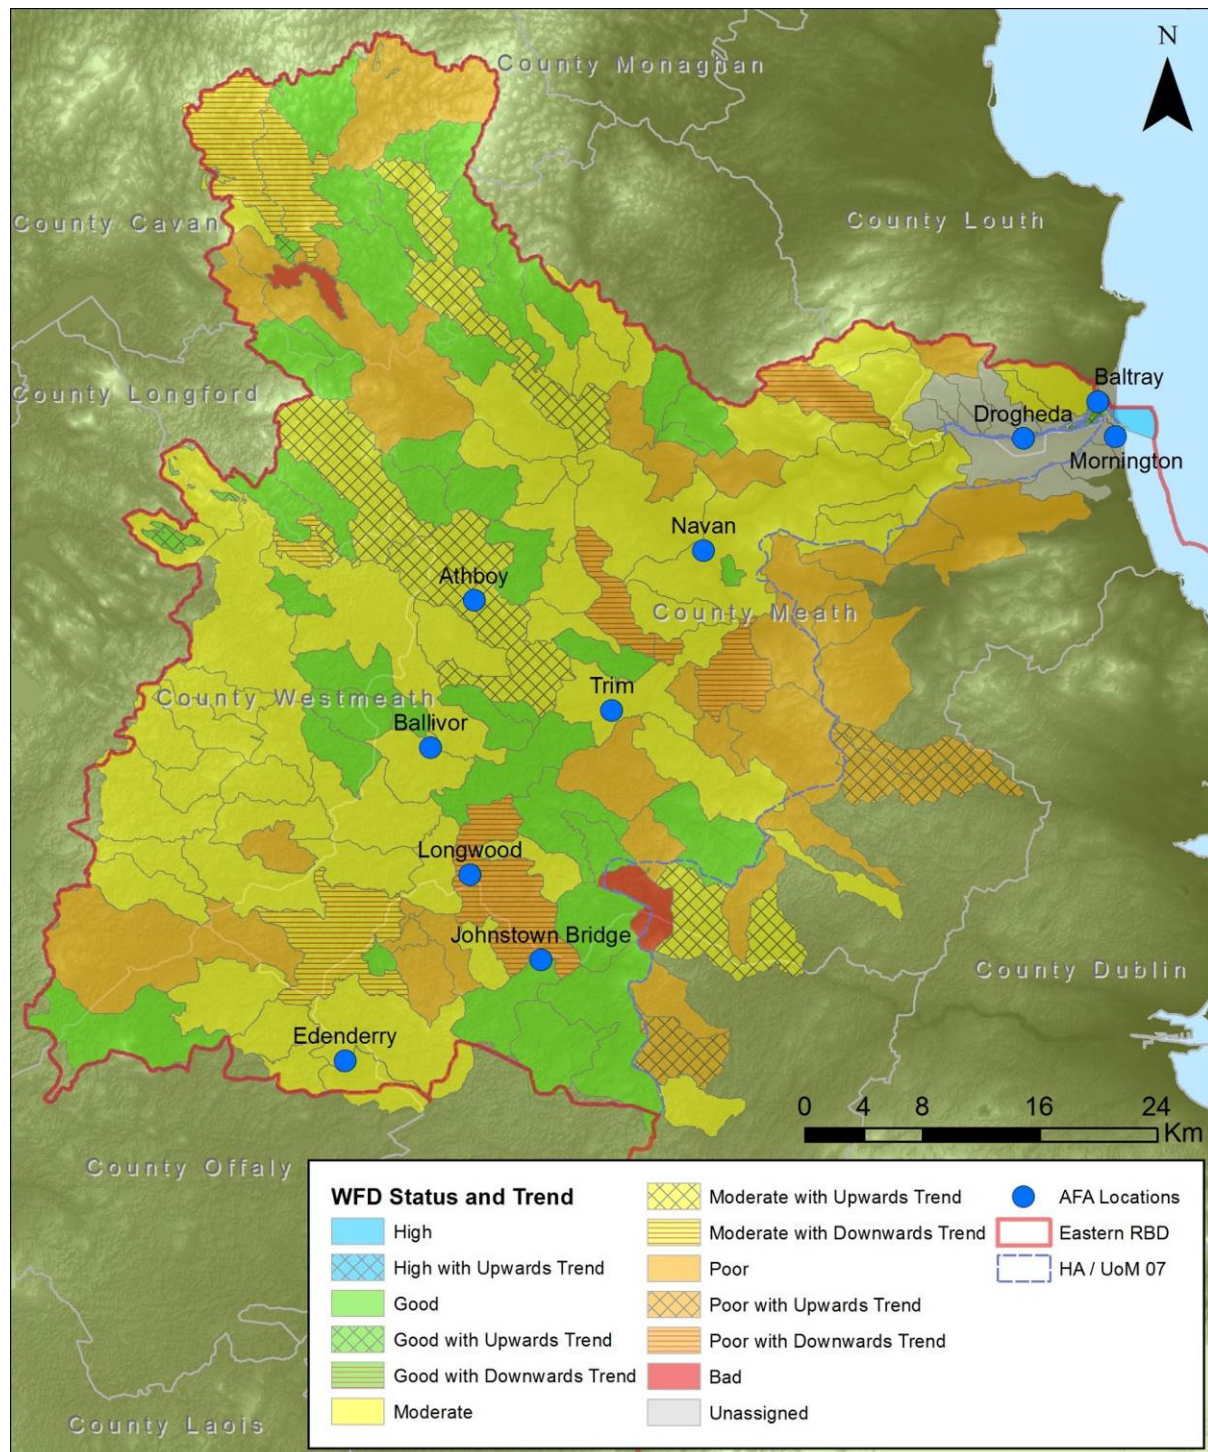 N
County Monaghan
County Cavan
County Louth
County Longford
Baltray
Drogheda
Mornington
Navan
Athboy
County Meath
Trim
County Westmeath
Ballivor
Longwood
Johnstown Bridge
County Dublin
Edenderry
0 4 8 16 24
Km
County Offaly
County Laois
WFD Status and Trend
High
High with Upwards Trend
Good
Good with Upwards Trend
Good with Downwards Trend
Moderate
Moderate with Upwards Trend
Moderate with Downwards Trend
Poor
Poor with Upwards Trend
Poor with Downwards Trend
Bad
Unassigned
AFA Locations
Eastern RBD
HA / UoM 07